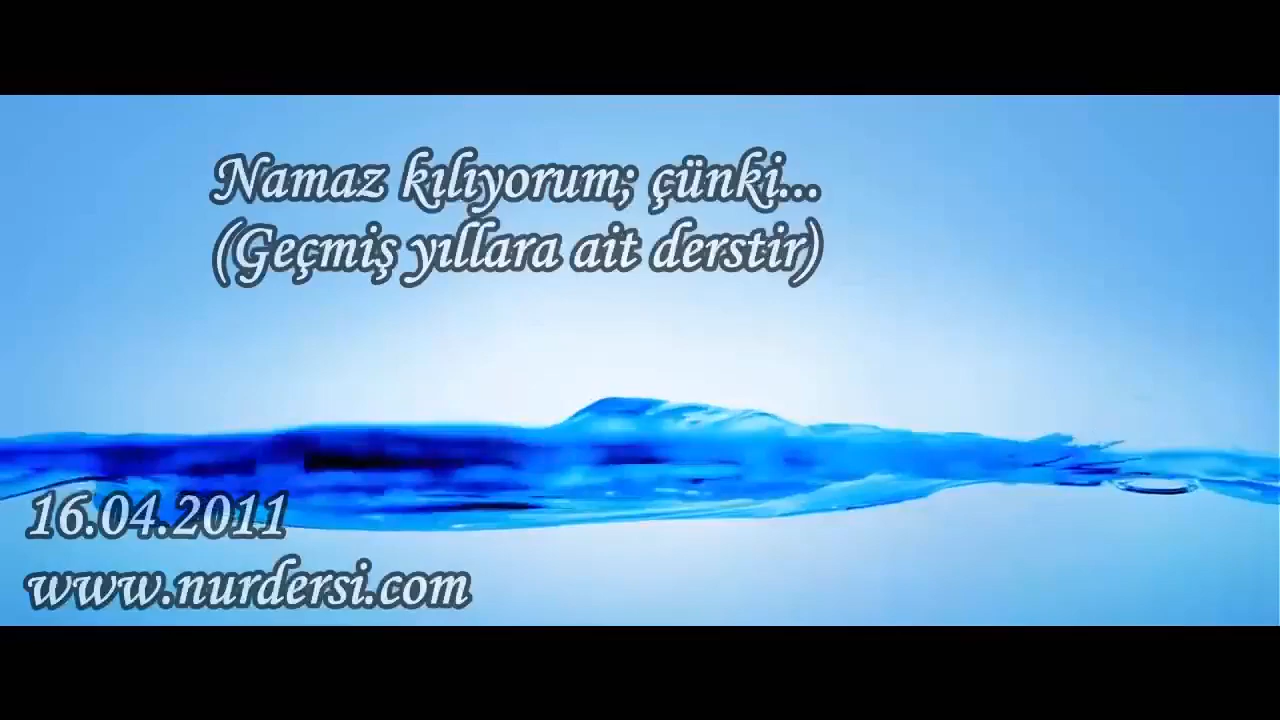 Namaz kılıyorum; çünki...
(Geçmiş yıllara ait derstir)
16.04.2011
www.nurdersi.com